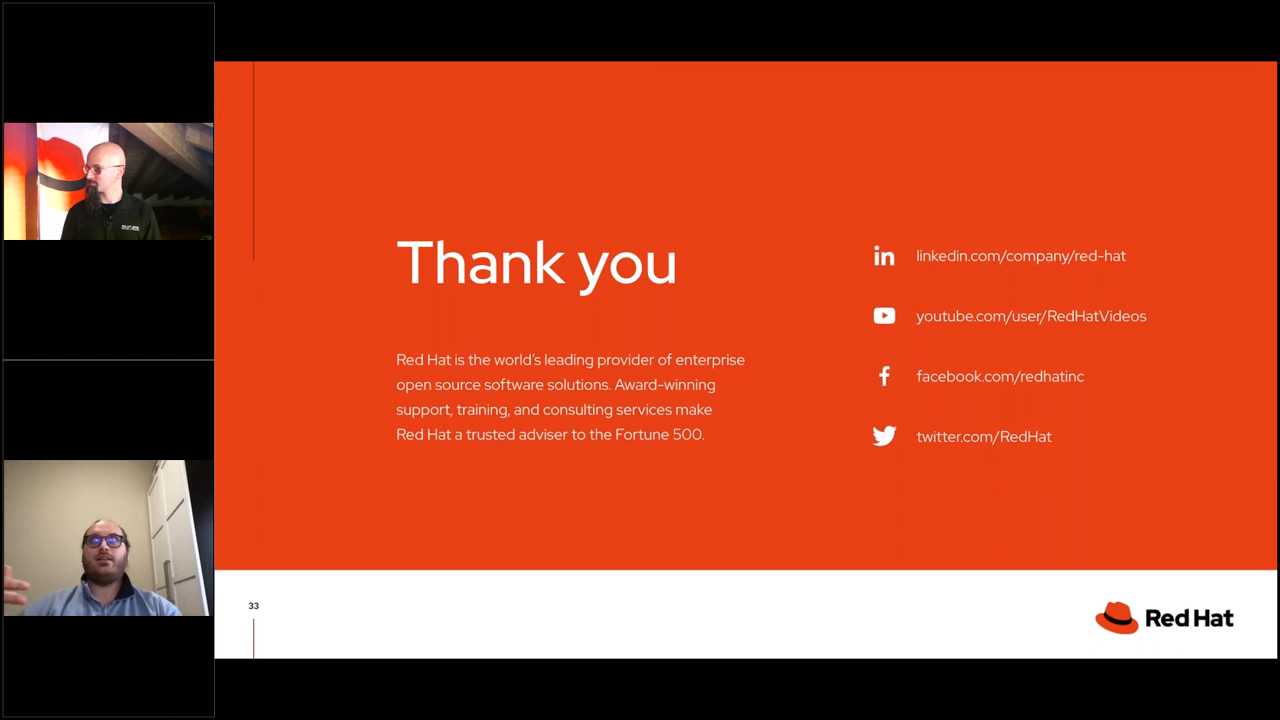 Thank you
Red Hat is the world's leading provider of enterprise
open source software solutions. Award-winning
support, training, and consulting services make
Red Hat a trusted adviser to the Fortune 500.
in linkedin.com/company/red-hat
youtube.com/user/RedHatVideos
f facebook.com/redhatinc
twitter.com/RedHat
33
Red Hat